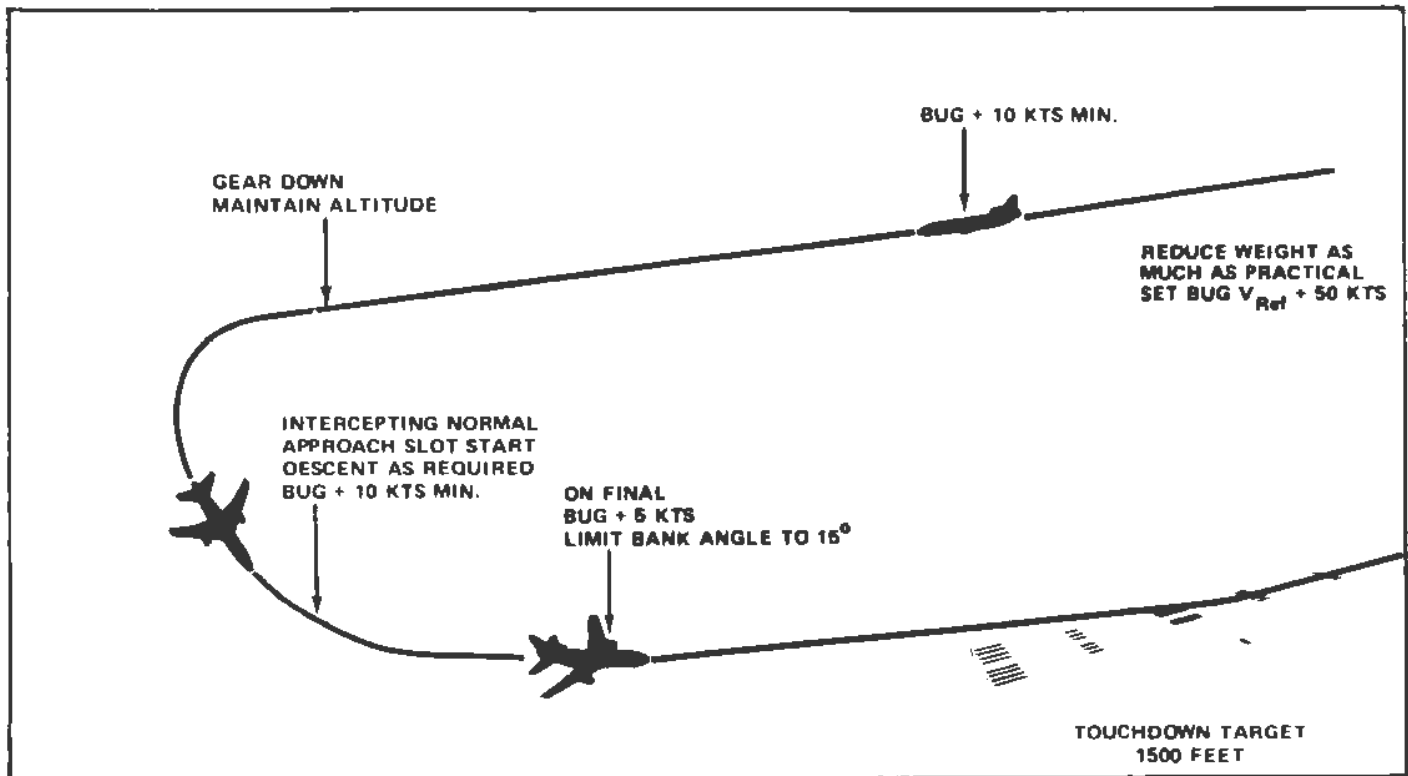 BUG + 10 KTS MIN.
GEAR DOWN
MAINTAIN ALTITUDE
REDUCE WEIGHT AS
MUCH AS PRACTICAL
SET BUG VRef + 50 KTS
INTERCEPTING NORMAL
APPROACH SLOT START
DESCENT AS REQUIRED
BUG + 10 KTS MIN.
ON FINAL
BUG + 5 KTS
LIMIT BANK ANGLE TO 15°
TOUCHDOWN TARGET
1500 FEET